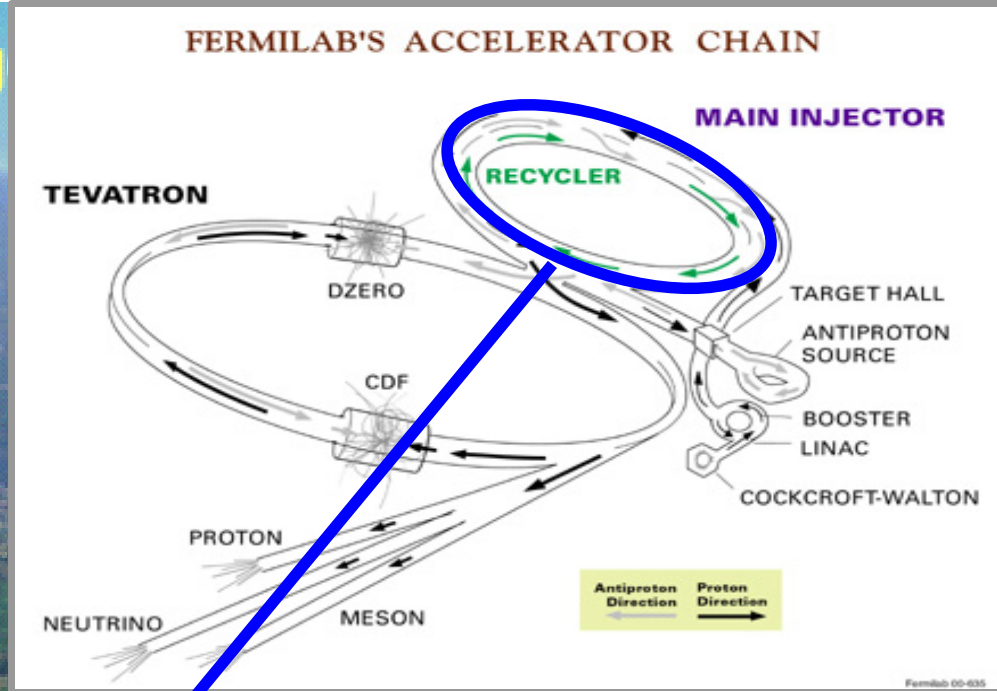 FERMILAB'S ACCELERATOR CHAIN
MAIN INJECTOR
RECYCLER
TEVATRON
DZERO
TARGET HALL
ANTIPROTON
SOURCE
CDF
BOOSTER
LINAC
COCKCROFT-WALTON
PROTON
NEUTRINO
MESON
Antiproton Proton
Direction Direction
Fermilab 00-635